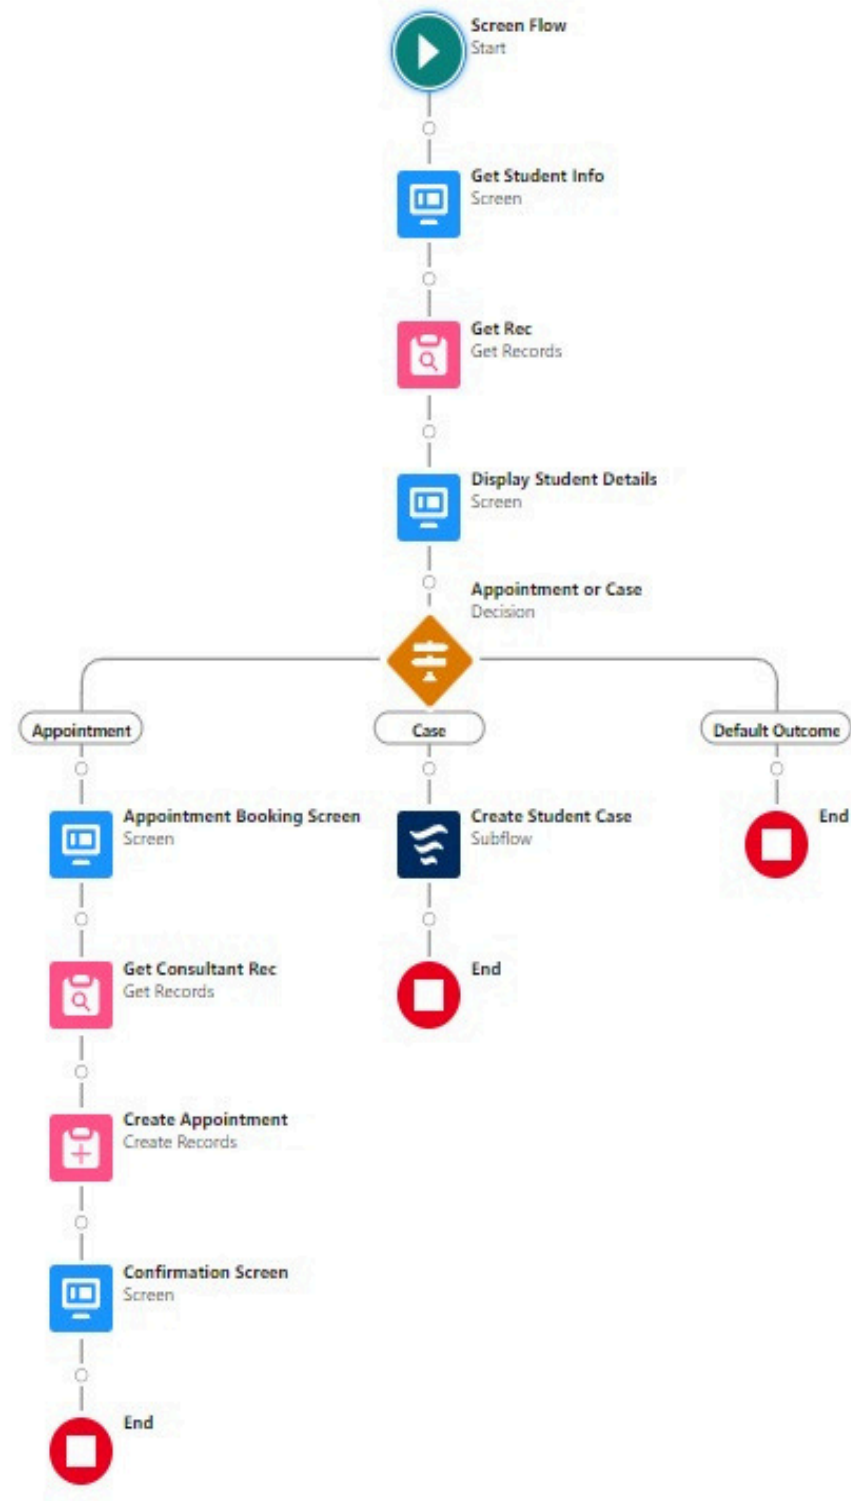 Screen Flow
Start
Get Student Info
Screen
Get Rec
Get Records
Display Student Details
Screen
Appointment or Case
Decision
Appointment
Case
Default Outcome
Appointment Booking Screen
Screen
Create Student Case
Subflow
End
Get Consultant Rec
Get Records
End
Create Appointment
Create Records
Confirmation Screen
Screen
End